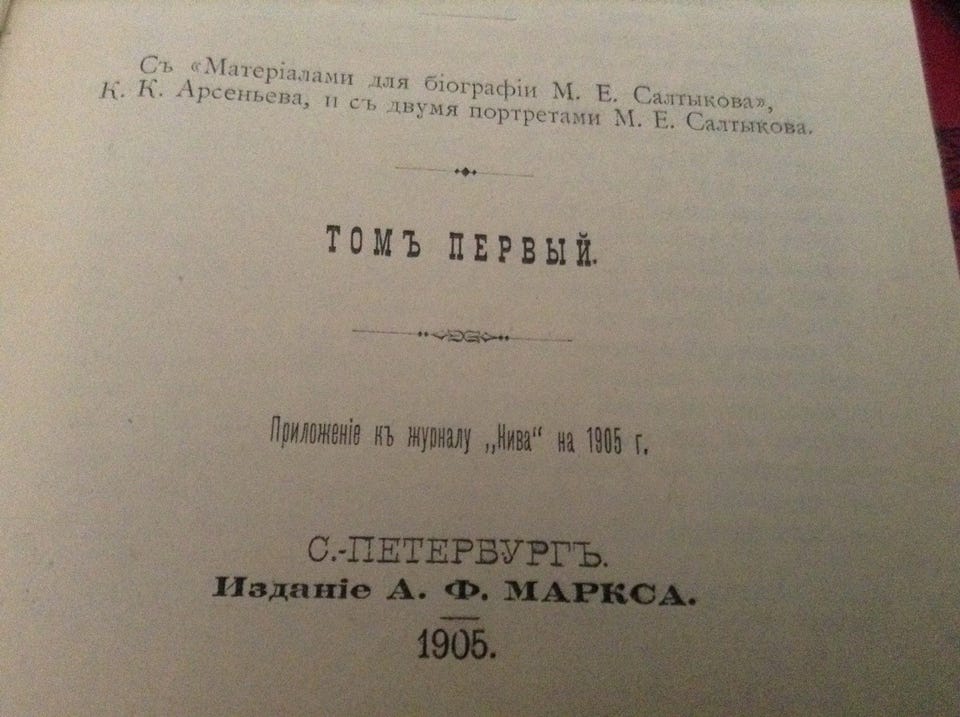 Съ «Матеріалами для біографіи М. Е. Салтыкова»,
К. К. Арсеньева, и съ двумя портретами М. Е. Салтыкова.
ТОМЪ ПЕРВЫЙ.
Приложеніе къ журналу „Нива“ на 1905 г.
С.-ПЕТЕРБУРГЪ.
Изданіе А. Ф. МАРКСА.
1905.